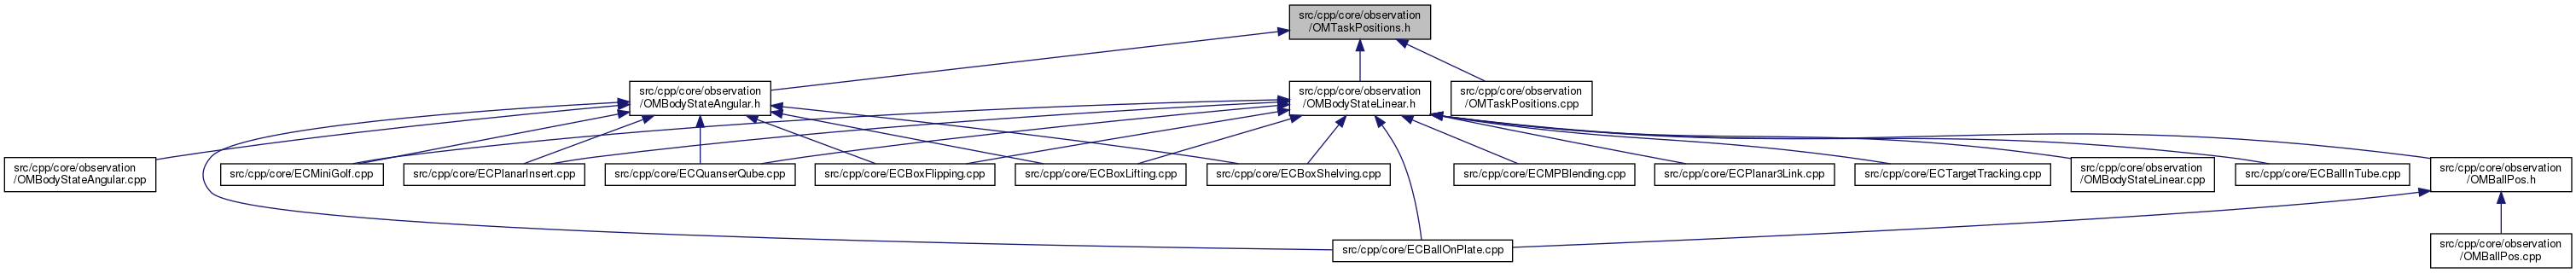 src/cpp/core/observation
/OMTaskPositions.h
src/cpp/core/observation
/OMBodyStateAngular.h
src/cpp/core/observation
/OMBodyStateLinear.h
src/cpp/core/observation
/OMTaskPositions.cpp
src/cpp/core/observation
/OMBodyStateAngular.cpp
src/cpp/core/ECMiniGolf.cpp
src/cpp/core/ECPlanarInsert.cpp
src/cpp/core/ECQuanserQube.cpp
src/cpp/core/ECBoxFlipping.cpp
src/cpp/core/ECBoxLifting.cpp
src/cpp/core/ECBoxShelving.cpp
src/cpp/core/ECMPBlending.cpp
src/cpp/core/ECPlanar3Link.cpp
src/cpp/core/ECTargetTracking.cpp
src/cpp/core/observation
/OMBodyStateLinear.cpp
src/cpp/core/ECBallInTube.cpp
src/cpp/core/observation
/OMBallPos.h
src/cpp/core/ECBallOnPlate.cpp
src/cpp/core/observation
/OMBallPos.cpp